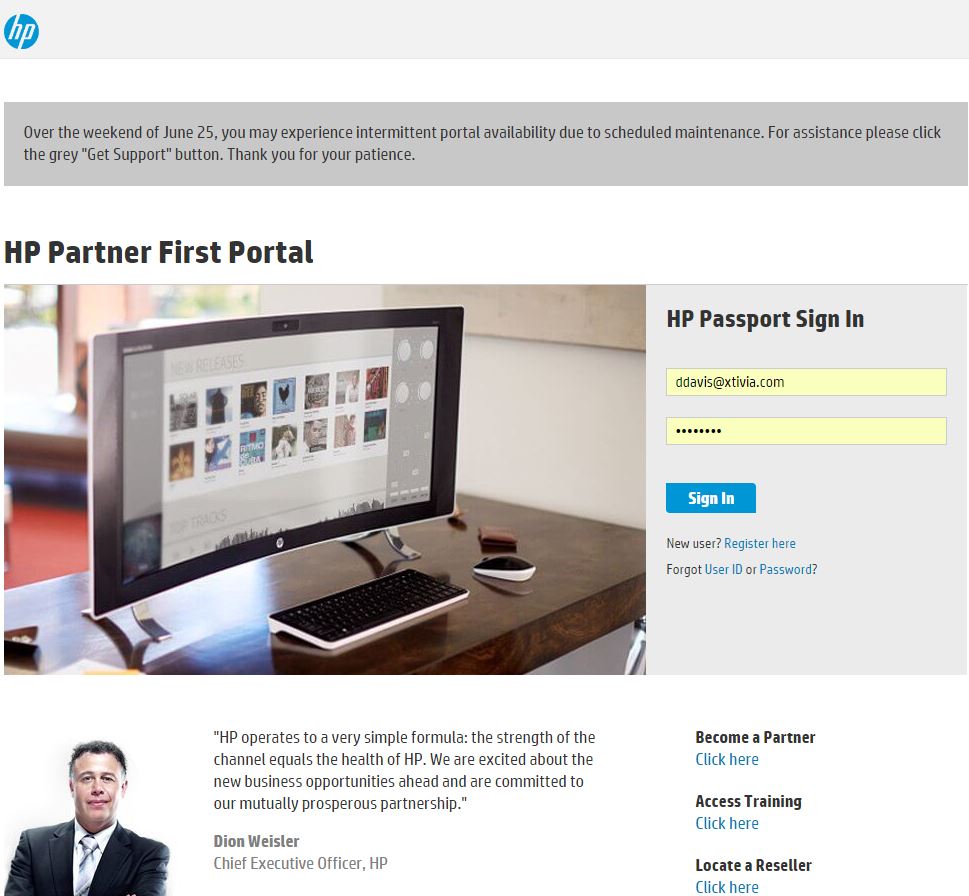 hp
Over the weekend of June 25, you may experience intermittent portal availability due to scheduled maintenance. For assistance please click
the grey "Get Support" button. Thank you for your patience.
HP Partner First Portal
NEW RELEASES
RITMO
de
CUBA
TOP TRACKS
HP Passport Sign In
ddavis@xtivia.com
••••••••
Sign In
New user? Register here
Forgot User ID or Password?
"HP operates to a very simple formula: the strength of the
channel equals the health of HP. We are excited about the
new business opportunities ahead and are committed to
our mutually prosperous partnership."
Dion Weisler
Chief Executive Officer, HP
Become a Partner
Click here
Access Training
Click here
Locate a Reseller
Click here